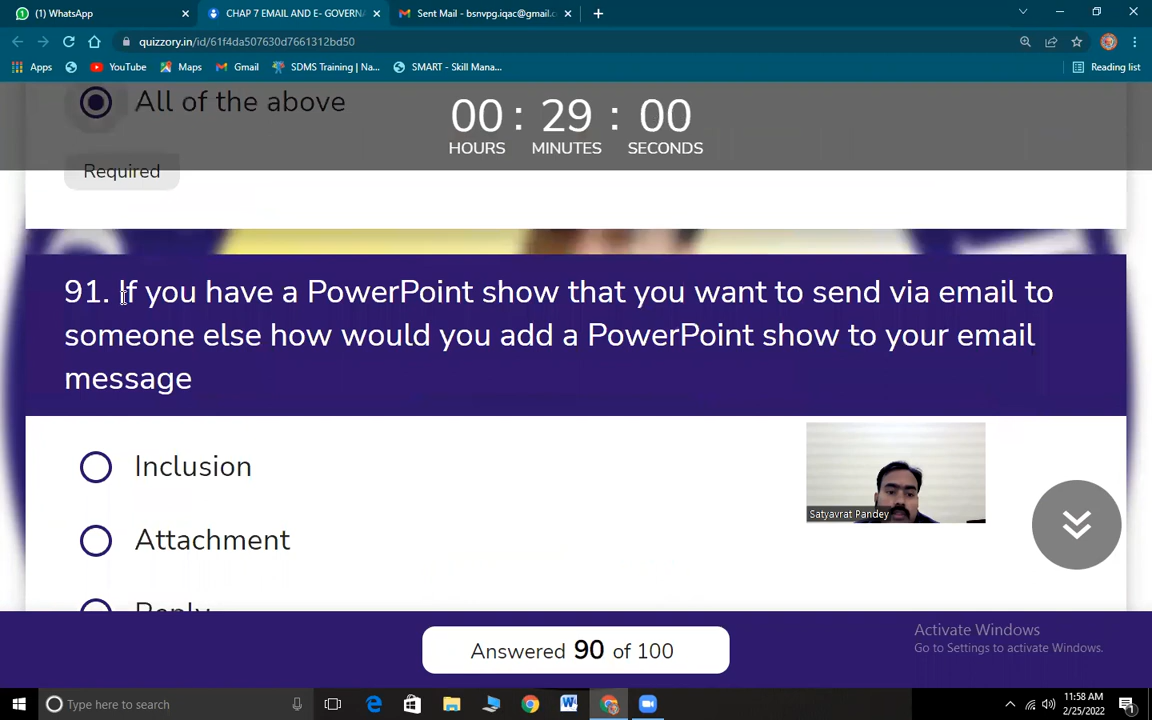 (1) WhatsApp
CHAP 7 EMAIL AND E- GOVERNA
Sent Mail - bsnvpg.iqac@gmail.c
quizzory.in/id/61f4da507630d7661312bd50
Apps
YouTube
Maps
Gmail
SDMS Training | Na...
SMART - Skill Mana...
Reading list
All of the above
00 : 29 : 00
HOURS MINUTES SECONDS
Required
91. If you have a PowerPoint show that you want to send via email to
someone else how would you add a PowerPoint show to your email
message
Inclusion
Attachment
Reply
Satyavrat Pandey
Answered 90 of 100
Activate Windows
Go to Settings to activate Windows.
Type here to search
11:58 AM
2/25/2022
1